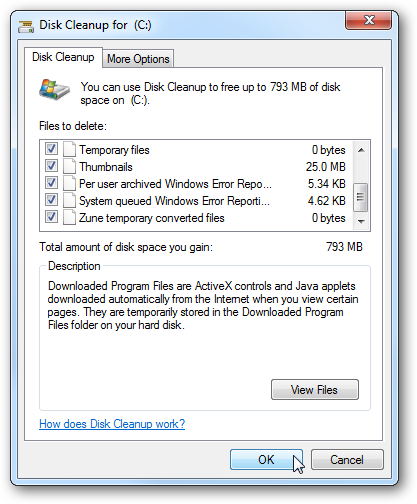 Disk Cleanup for (C:)
Disk Cleanup
More Options
You can use Disk Cleanup to free up to 793 MB of disk
space on (C:).
Files to delete:
Temporary files 0 bytes
Thumbnails 25.0 MB
Per user archived Windows Error Repo... 5.34 KB
System queued Windows Error Reporti... 4.62 KB
Zune temporary converted files 0 bytes
Total amount of disk space you gain: 793 MB
Description
Downloaded Program Files are ActiveX controls and Java applets
downloaded automatically from the Internet when you view certain
pages. They are temporarily stored in the Downloaded Program
Files folder on your hard disk.
View Files
How does Disk Cleanup work?
OK
Cancel